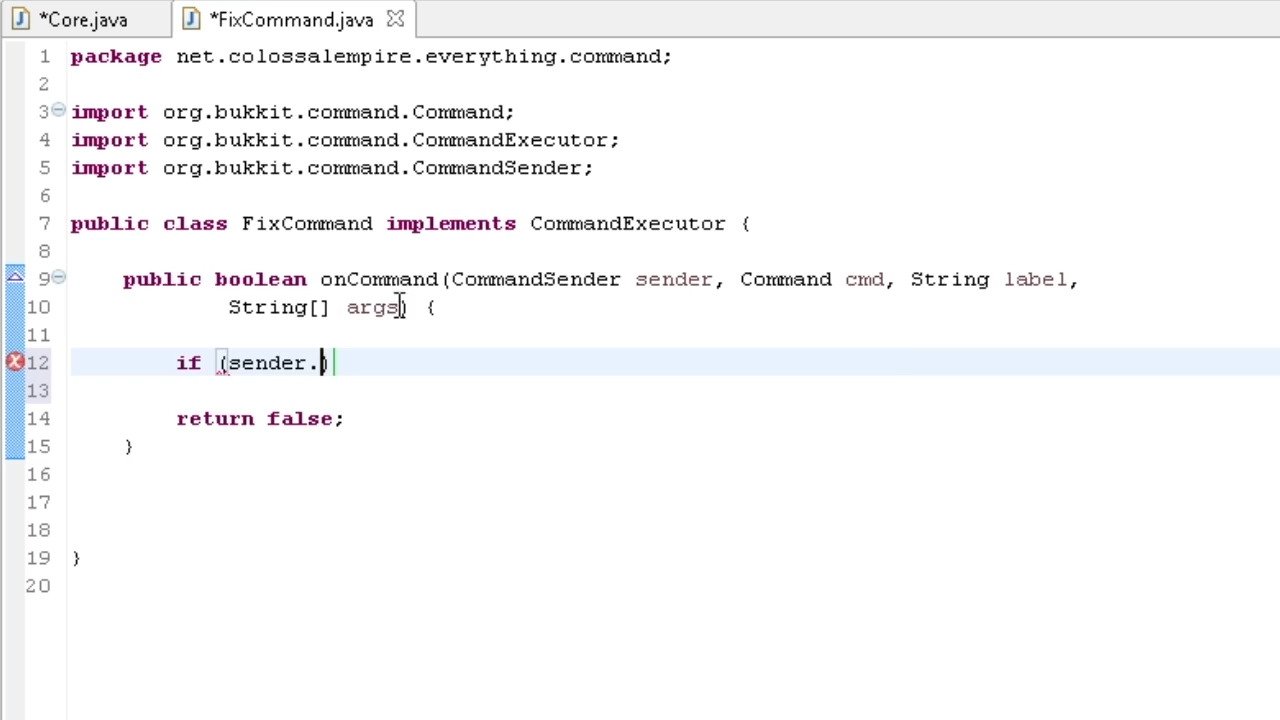 *Core.java
*FixCommand.java
1 package net.colossalempire.everything.command;
2
3 import org.bukkit.command.Command;
4 import org.bukkit.command.CommandExecutor;
5 import org.bukkit.command.CommandSender;
6
7 public class FixCommand implements CommandExecutor {
8
9 public boolean onCommand(CommandSender sender, Command cmd, String label,
10 String[] args) {
11
12 if (sender.)
13
14 return false;
15 }
16
17
18
19 }
20